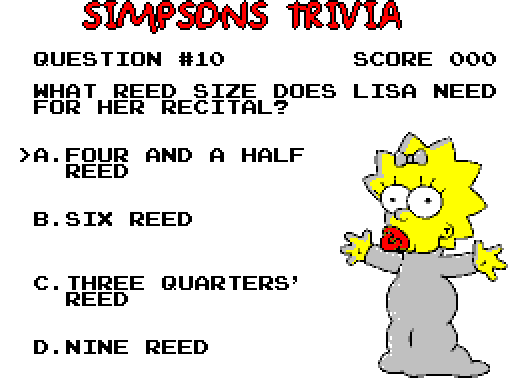 SIMPSONS TRIVIA
QUESTION #10 SCORE 000
WHAT REED SIZE DOES LISA NEED
FOR HER RECITAL?
>A.FOUR AND A HALF
REED
B.SIX REED
C.THREE QUARTERS'
REED
D.NINE REED